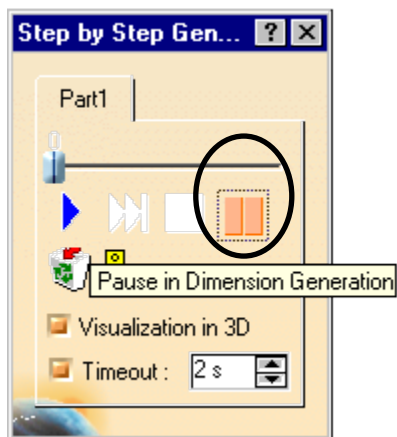 Step by Step Gen... ? ×
Part1
0
Pause in Dimension Generation
Visualization in 3D
Timeout : 2 s